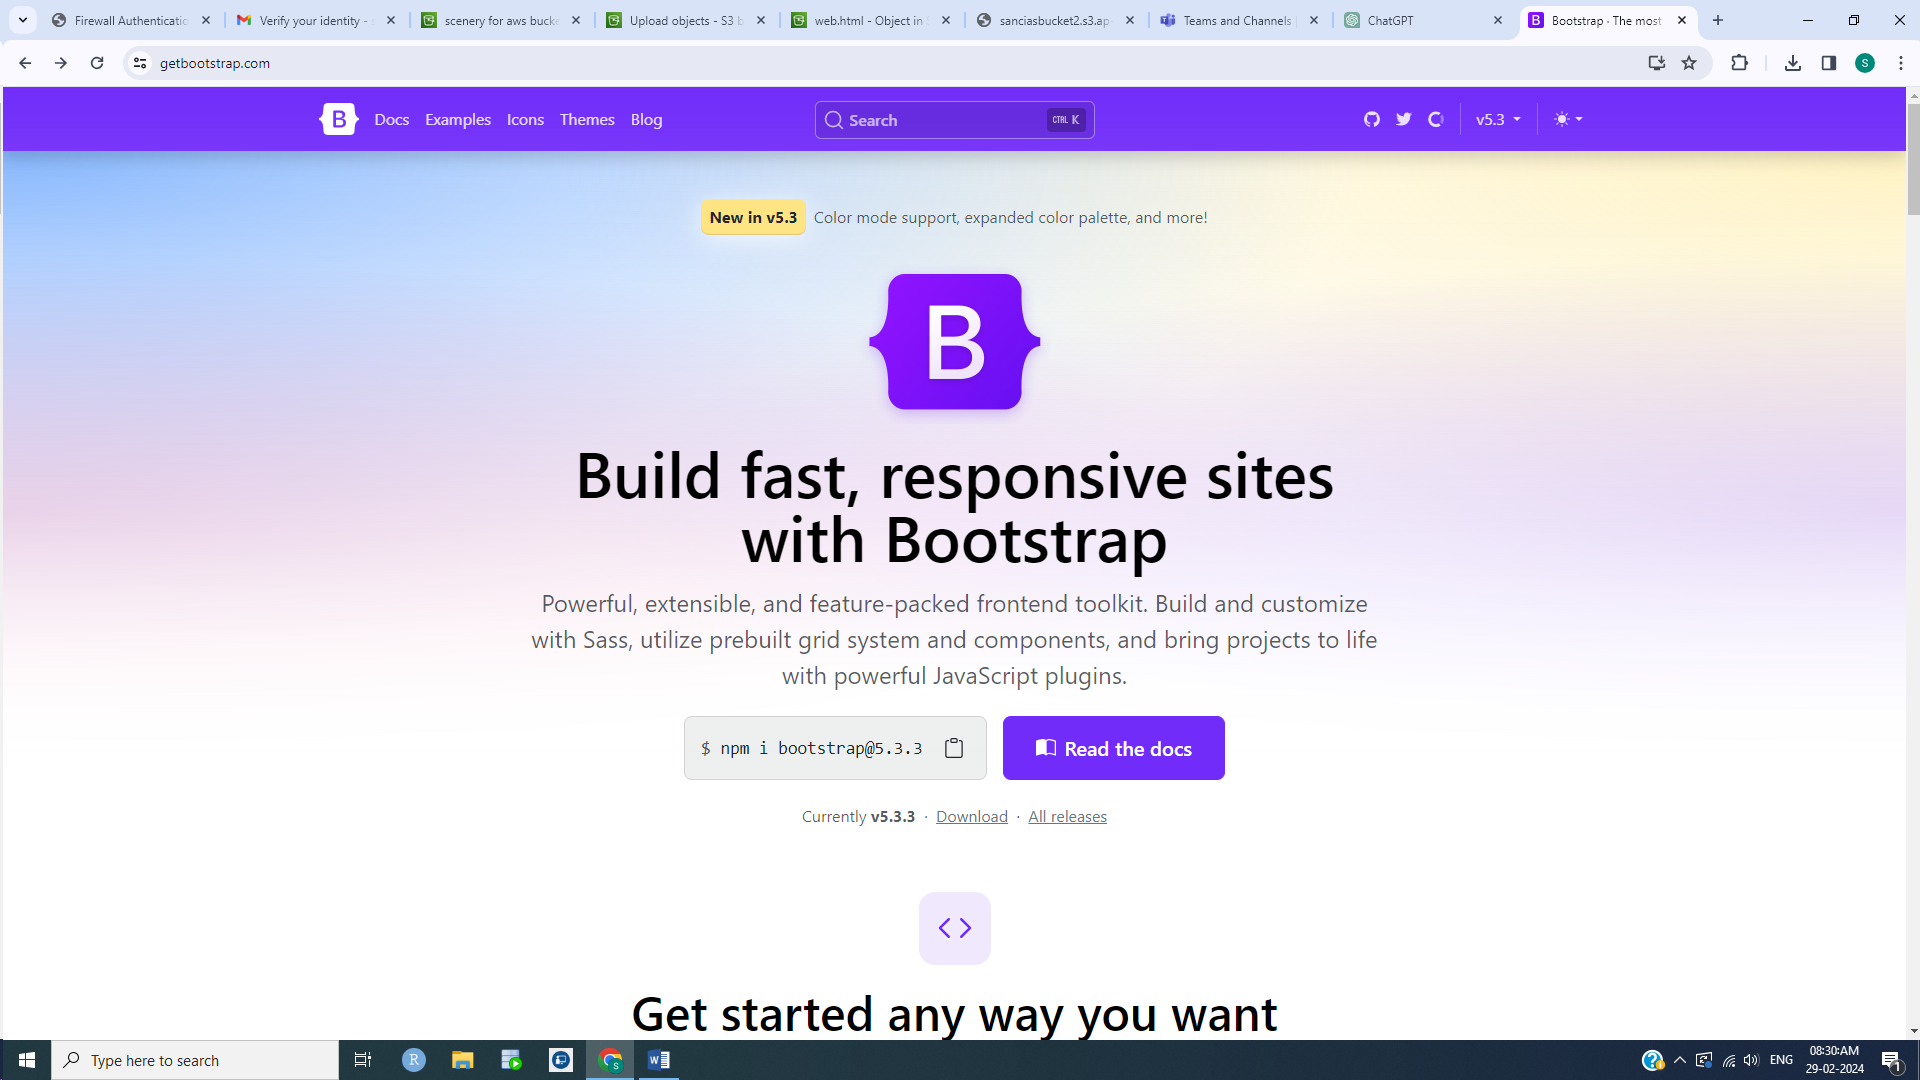 Firewall Authenticatio
Verify your identity - s
scenery for aws bucke
Upload objects - S3 b
web.html - Object in S
sanciasbucket2.s3.ap-
Teams and Channels |
ChatGPT
Bootstrap · The most
getbootstrap.com
S
B
Docs
Examples
Icons
Themes
Blog
Search
CTRL K
v5.3
New in v5.3
Color mode support, expanded color palette, and more!
B
Build fast, responsive sites
with Bootstrap
Powerful, extensible, and feature-packed frontend toolkit. Build and customize
with Sass, utilize prebuilt grid system and components, and bring projects to life
with powerful JavaScript plugins.
$ npm i bootstrap@5.3.3
Read the docs
Currently v5.3.3 · Download · All releases
Get started any way you want
Type here to search
ENG
08:30:AM
29-02-2024
1